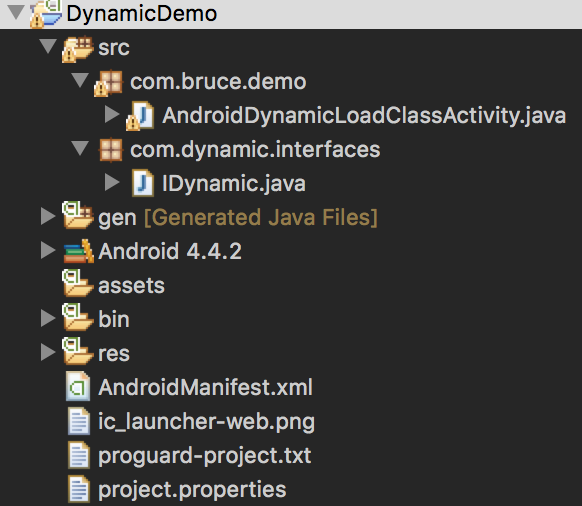 DynamicDemo
src
com.bruce.demo
AndroidDynamicLoadClassActivity.java
com.dynamic.interfaces
IDynamic.java
gen [Generated Java Files]
Android 4.4.2
assets
bin
res
AndroidManifest.xml
ic_launcher-web.png
proguard-project.txt
project.properties